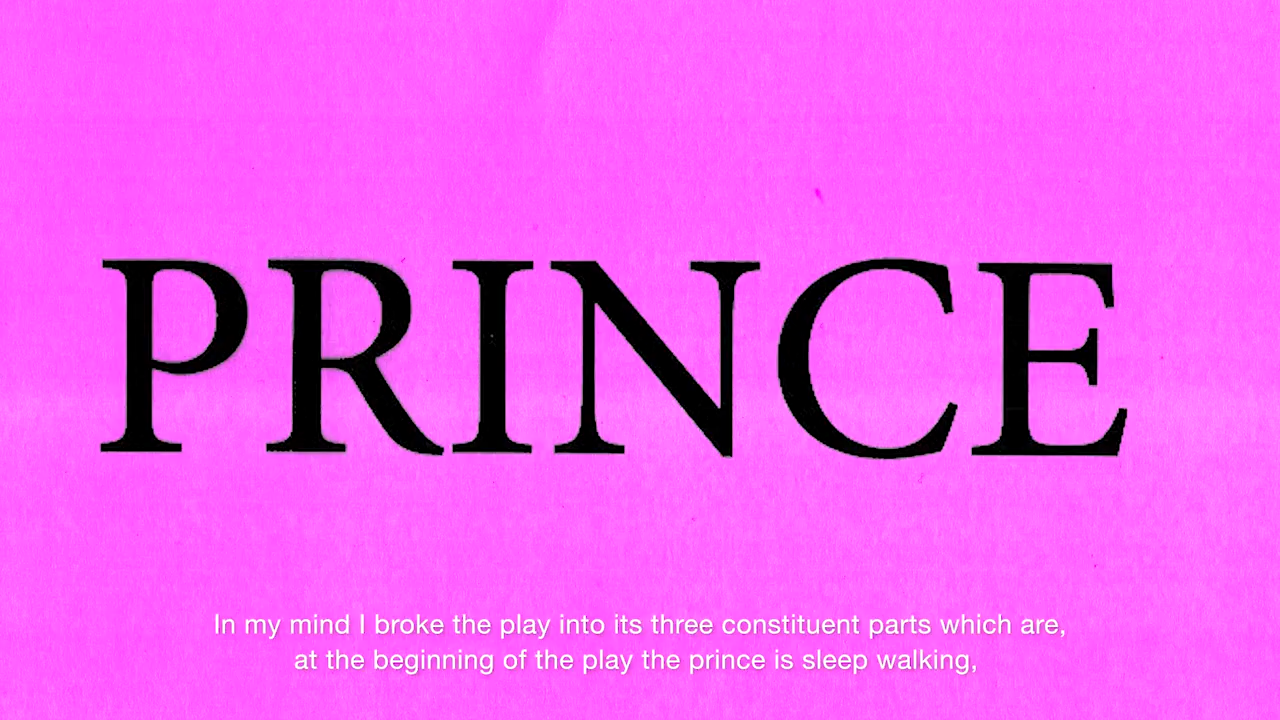 PRINCE
In my mind I broke the play into its three constituent parts which are,
at the beginning of the play the prince is sleep walking,